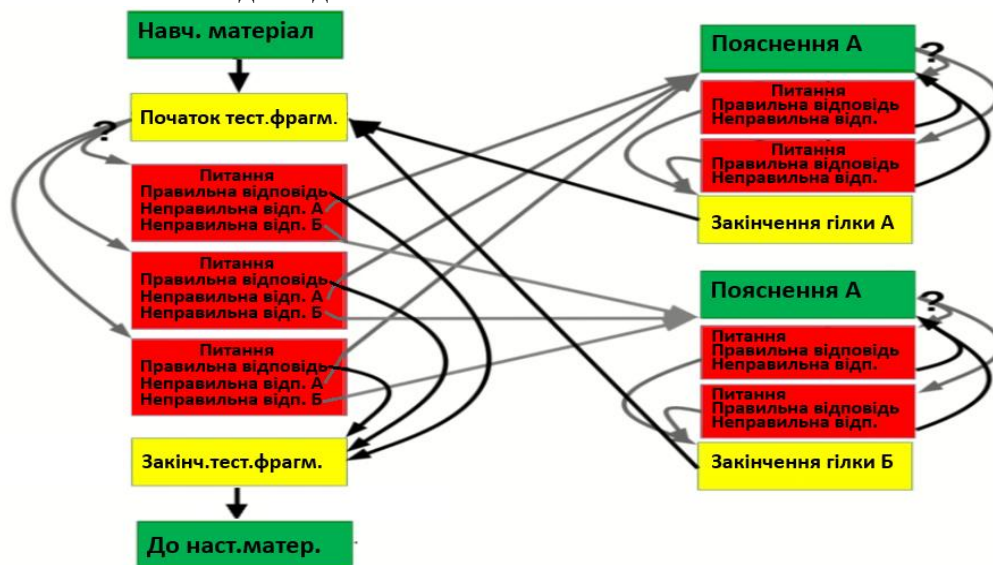 Навч. матеріал
Початок тест.фрагм.
?
Питання
Правильна відповідь
Неправильна відп. А
Неправильна відп. Б
Питання
Правильна відповідь
Неправильна відп. А
Неправильна відп. Б
Питання
Правильна відповідь
Неправильна відп. А
Неправильна відп. Б
Закінч.тест.фрагм.
До наст.матер.
Пояснення А
?
Питання
Правильна відповідь
Неправильна відп.
Питання
Правильна відповідь
Неправильна відп.
Закінчення гілки А
Пояснення А
?
Питання
Правильна відповідь
Неправильна відп.
Питання
Правильна відповідь
Неправильна відп.
Закінчення гілки Б